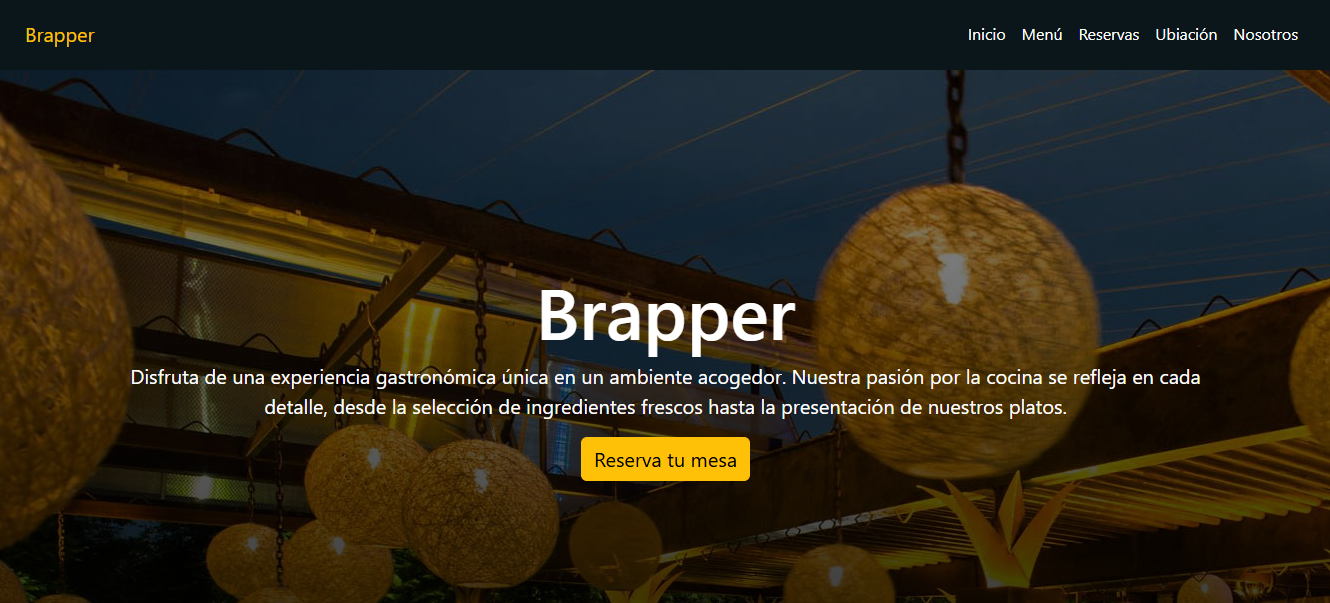 Brapper
Inicio Menú Reservas Ubiación Nosotros
Brapper
Disfruta de una experiencia gastronómica única en un ambiente acogedor. Nuestra pasión por la cocina se refleja en cada
detalle, desde la selección de ingredientes frescos hasta la presentación de nuestros platos.
Reserva tu mesa